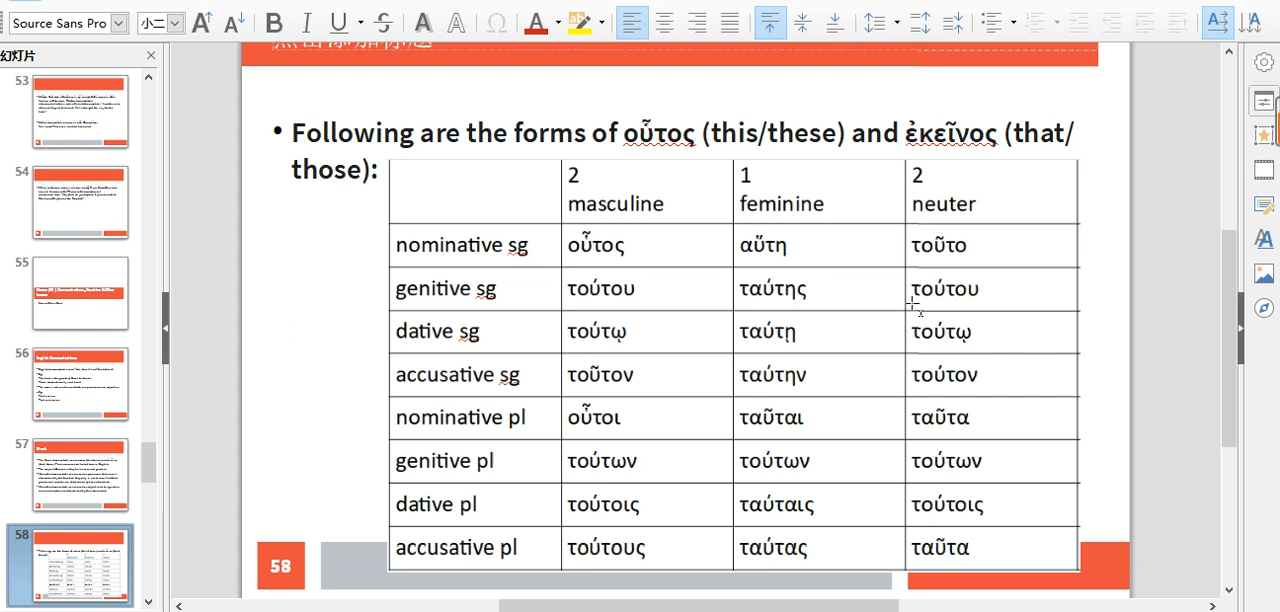 Source Sans Pro 小二
幻灯片
53
54
55
56
57
58
• Following are the forms of οὗτος (this/these) and ἐκεῖνος (that/
those):
2 masculine 1 feminine 2 neuter
nominative sg οὗτος αὕτη τοῦτο
genitive sg τούτου ταύτης τούτου
dative sg τούτῳ ταύτῃ τούτῳ
accusative sg τοῦτον ταύτην τούτον
nominative pl οὗτοι ταῦται ταῦτα
genitive pl τούτων τούτων τούτων
dative pl τούτοις ταύταις τούτοις
accusative pl τούτους ταύτας ταῦτα
58